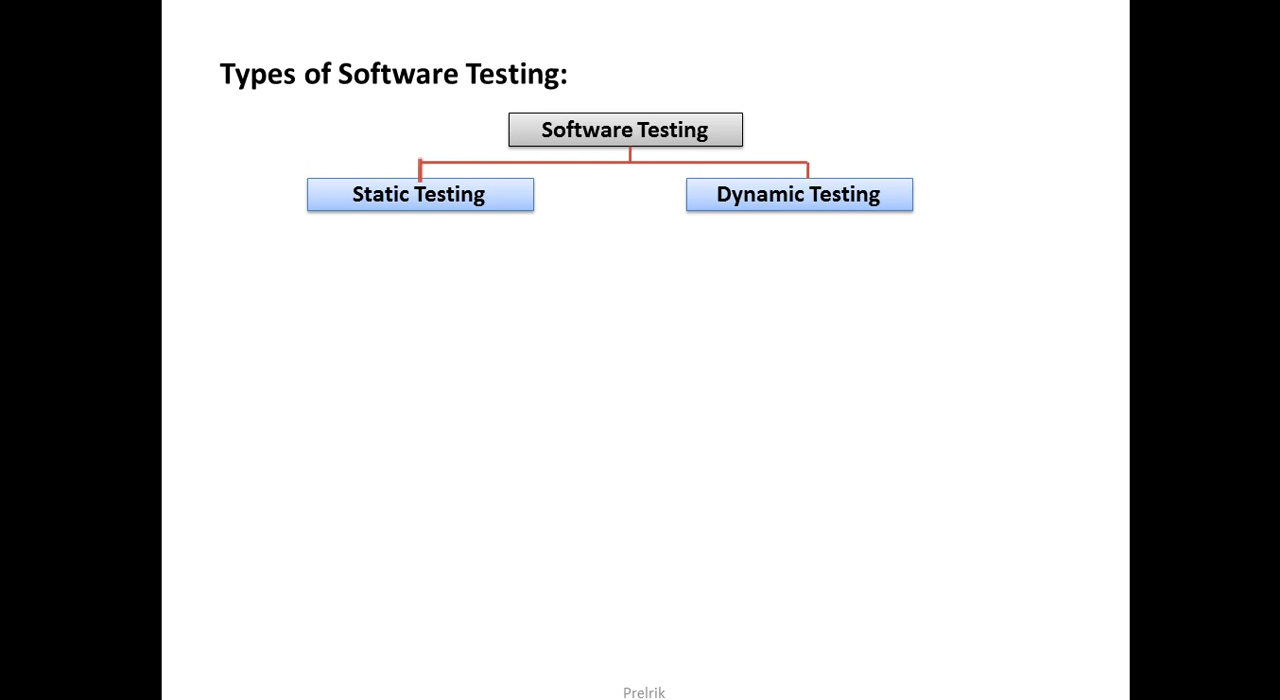 Types of Software Testing:
Software Testing
Static Testing
Dynamic Testing
Prelrik